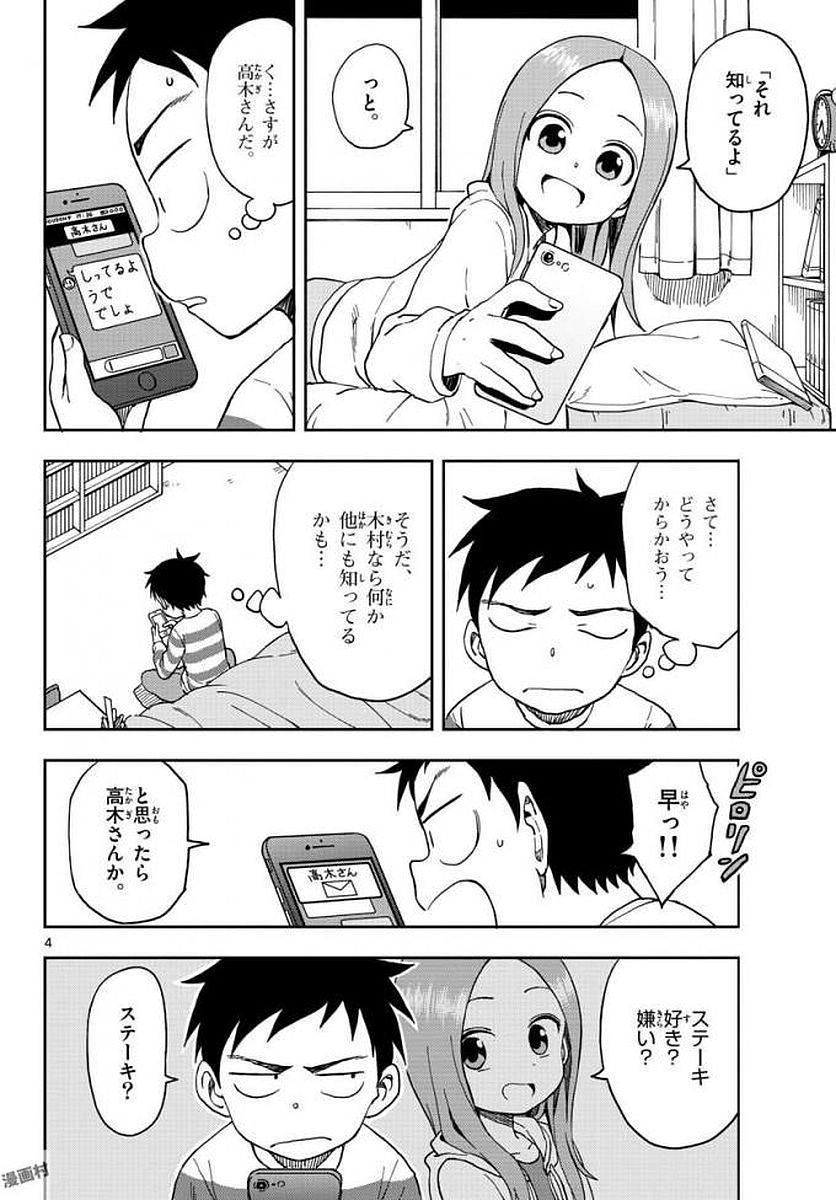 「それ
知ってるよ」
っと。
く…さすが
高木さんだ。
高木さん
しってるよ
うで
でしょ
さて…
どうやって
からかおう…
そうだ、
木村なら何か
他にも知ってる
かも…
ピロリン
早っ!!
高木さん
と思ったら
高木さんか。
4
ステーキ
好き?
嫌い?
ステーキ?
漫画村